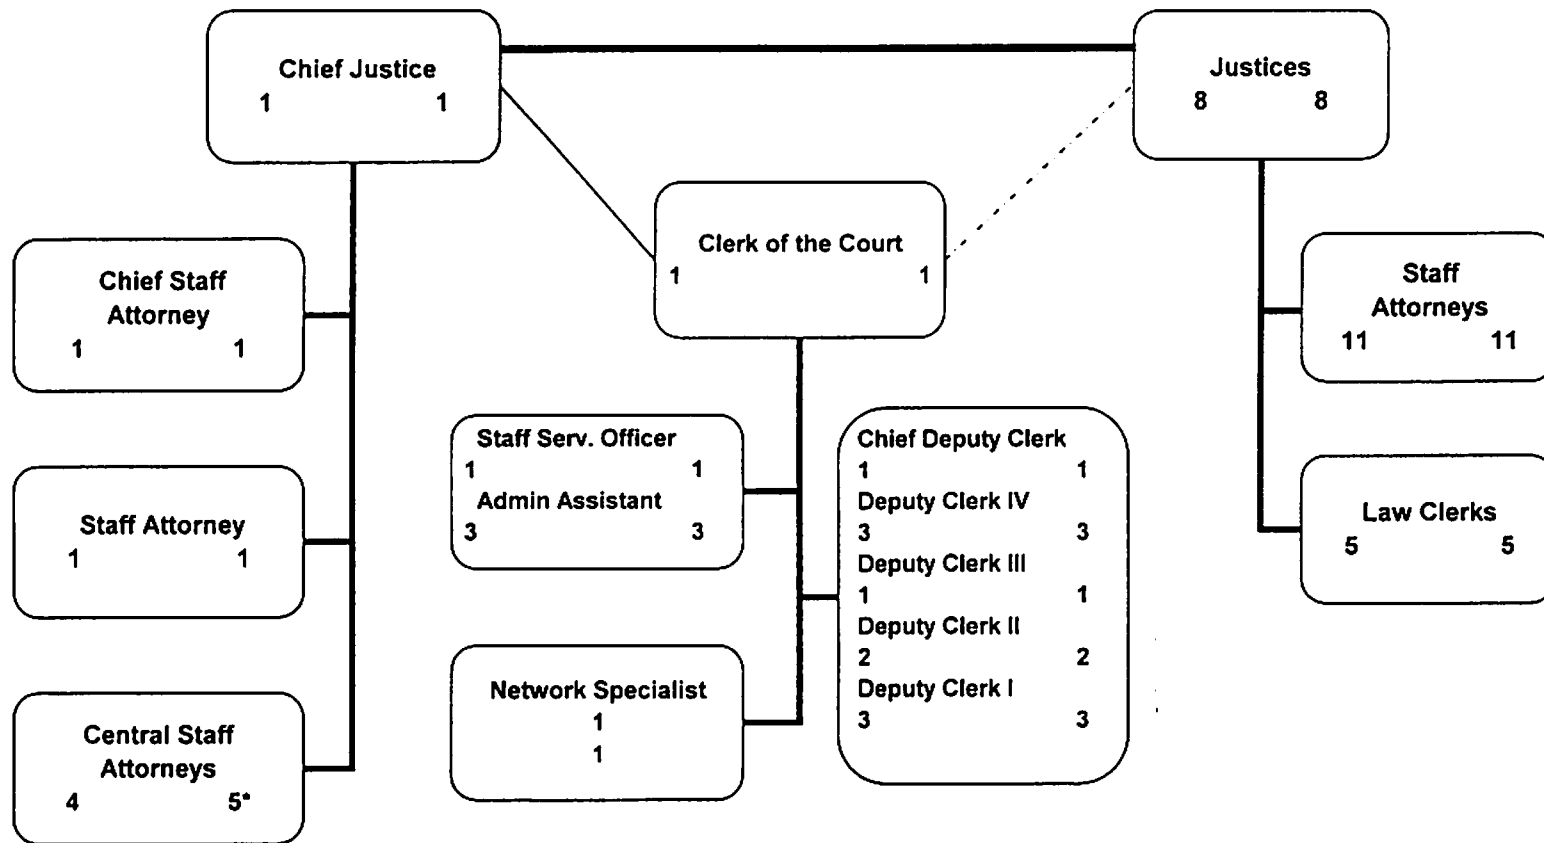 Chief Justice
1 1
Justices
8 8
Clerk of the Court
1 1
Chief Staff
Attorney
1 1
Staff Attorney
1 1
Central Staff
Attorneys
4 5*
Staff Serv. Officer
1 1
Admin Assistant
3 3
Network Specialist
1
1
Chief Deputy Clerk
1 1
Deputy Clerk IV
3 3
Deputy Clerk III
1 1
Deputy Clerk II
2 2
Deputy Clerk I
3 3
Staff
Attorneys
11 11
Law Clerks
5 5